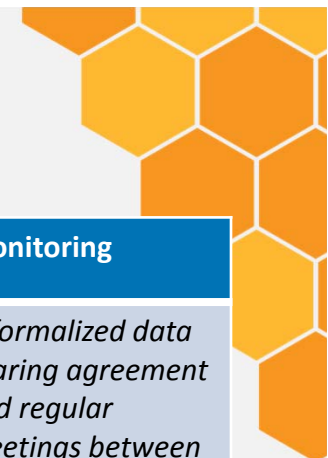 onitoring
formalized data
aring agreement
d regular
eetings between